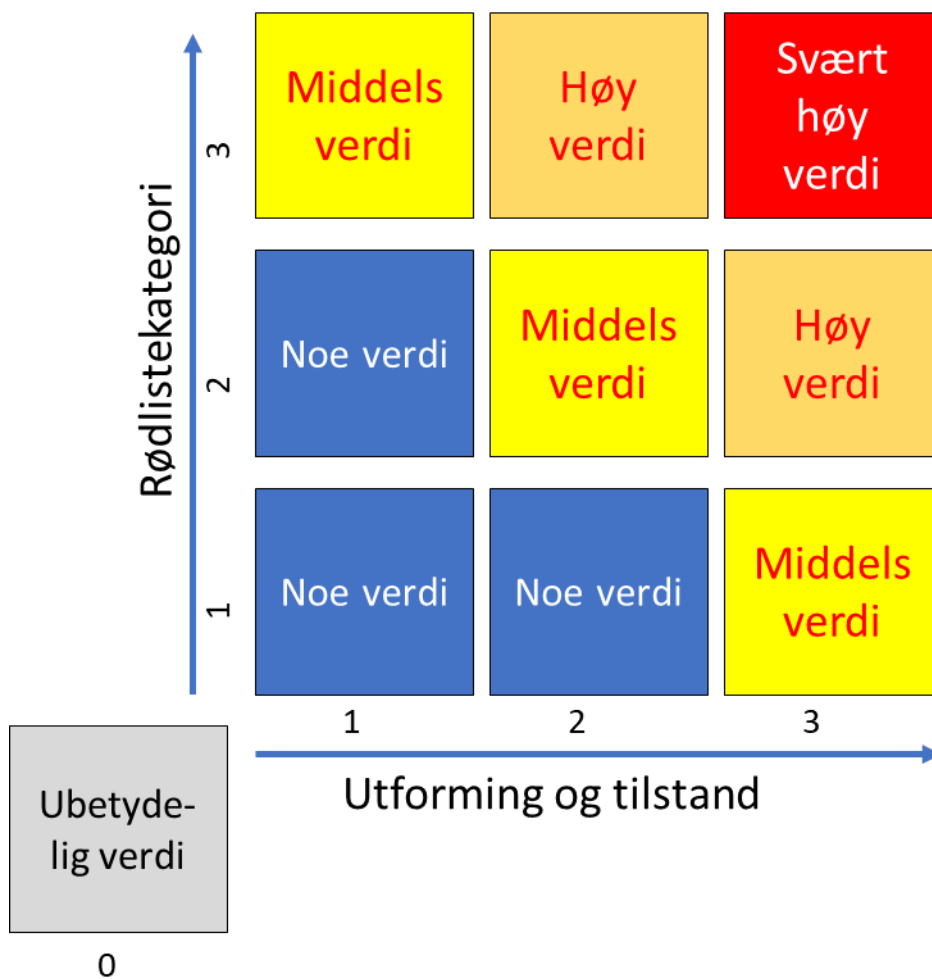 Rødlistekategori
3
Middels
verdi
Høy
verdi
Svært
høy
verdi
2
Noe verdi
Middels
verdi
Høy
verdi
1
Noe verdi
Noe verdi
Middels
verdi
1
2
3
Utforming og tilstand
Ubetyde-
lig verdi
0